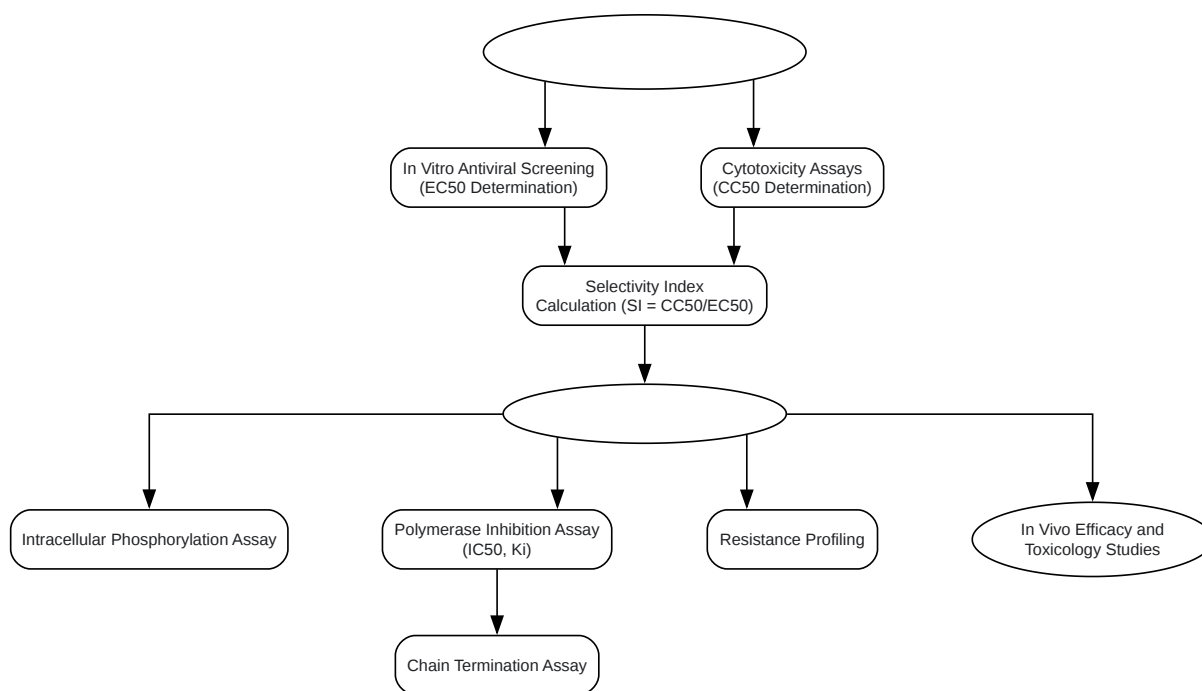 In Vitro Antiviral Screening
(EC50 Determination)
Cytotoxicity Assays
(CC50 Determination)
Selectivity Index
Calculation (SI = CC50/EC50)
Intracellular Phosphorylation Assay
Polymerase Inhibition Assay
(IC50, Ki)
Resistance Profiling
In Vivo Efficacy and
Toxicology Studies
Chain Termination Assay